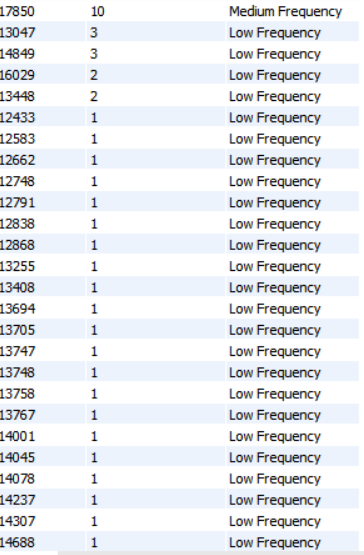 17850 10 Medium Frequency
13047 3 Low Frequency
14849 3 Low Frequency
16029 2 Low Frequency
13448 2 Low Frequency
12433 1 Low Frequency
12583 1 Low Frequency
12662 1 Low Frequency
12748 1 Low Frequency
12791 1 Low Frequency
12838 1 Low Frequency
12868 1 Low Frequency
13255 1 Low Frequency
13408 1 Low Frequency
13694 1 Low Frequency
13705 1 Low Frequency
13747 1 Low Frequency
13748 1 Low Frequency
13758 1 Low Frequency
13767 1 Low Frequency
14001 1 Low Frequency
14045 1 Low Frequency
14078 1 Low Frequency
14237 1 Low Frequency
14307 1 Low Frequency
14688 1 Low Frequency